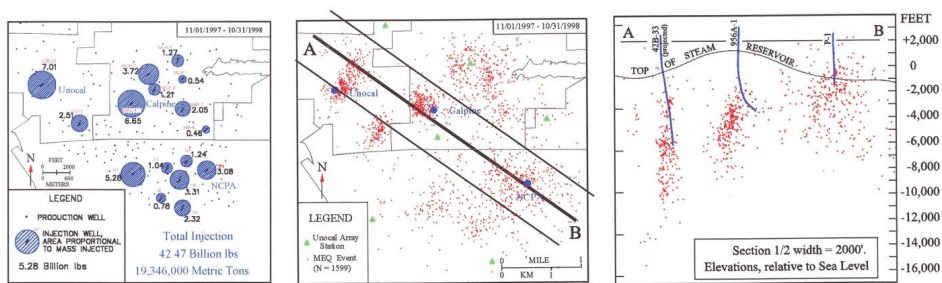 11/01/1997 - 10/31/1998
1.27
7.01
3.72
0.54
Unocal
1.21
Calpine
2.05
2.51
6.65
0.46
N
FEET
0 2000
METERS
1.24
1.04
5.28
3.08
NCPA
3.31
0.78
2.32
LEGEND
PRODUCTION WELL
INJECTION WELL,
AREA PROPORTIONAL
TO MASS INJECTED
5.28 Billion lbs
Total Injection
42.47 Billion lbs
19,346,000 Metric Tons
11/01/1997 - 10/31/1998
A
Unocal
Calpine
NCPA
N
B
LEGEND
Unocal Array
Station
MEQ Event
(N = 1599)
0 MILE 1
0 KM 1
FEET
A
42B-33
(projected)
956A-1
P-1
B
TOP OF STEAM RESERVOIR
+2,000
0
-2,000
-4,000
-6,000
-8,000
-10,000
-12,000
-14,000
-16,000
Section 1/2 width = 2000'.
Elevations, relative to Sea Level